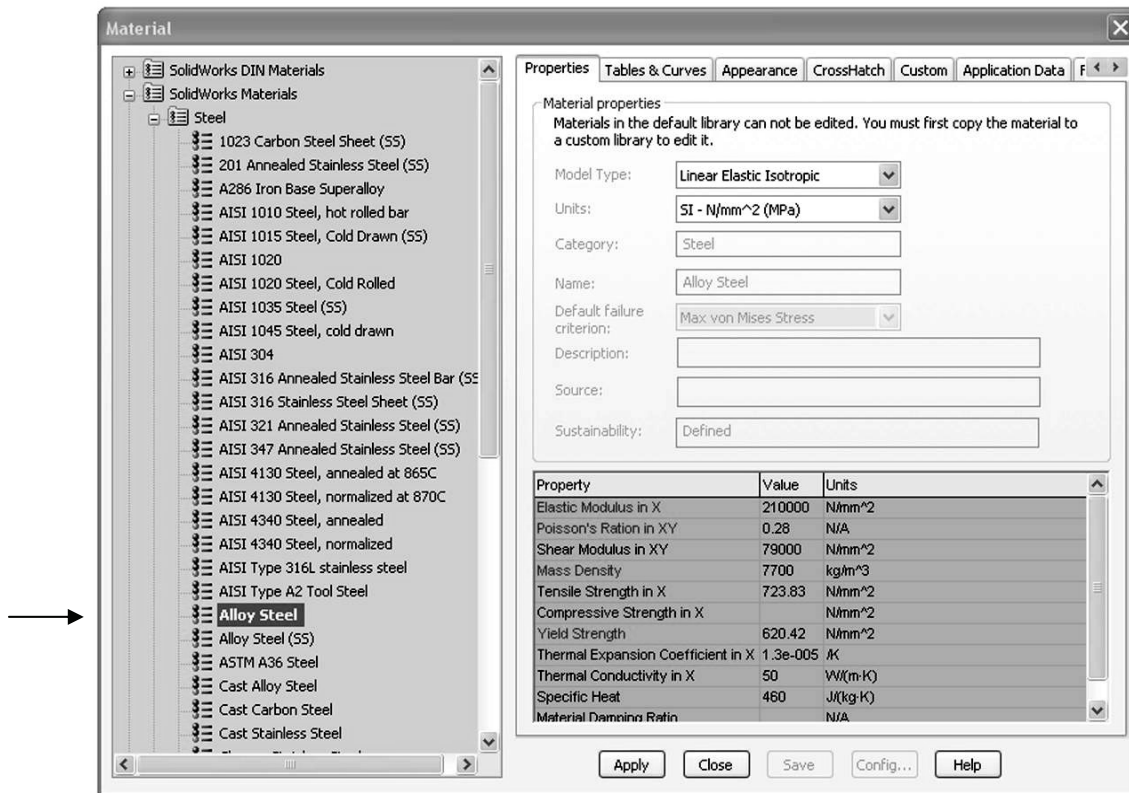 Material
SolidWorks DIN Materials
SolidWorks Materials
Steel
1023 Carbon Steel Sheet (SS)
201 Annealed Stainless Steel (SS)
A286 Iron Base Superalloy
AISI 1010 Steel, hot rolled bar
AISI 1015 Steel, Cold Drawn (SS)
AISI 1020
AISI 1020 Steel, Cold Rolled
AISI 1035 Steel (SS)
AISI 1045 Steel, cold drawn
AISI 304
AISI 316 Annealed Stainless Steel Bar (SS
AISI 316 Stainless Steel Sheet (SS)
AISI 321 Annealed Stainless Steel (SS)
AISI 347 Annealed Stainless Steel (SS)
AISI 4130 Steel, annealed at 865C
AISI 4130 Steel, normalized at 870C
AISI 4340 Steel, annealed
AISI 4340 Steel, normalized
AISI Type 316L stainless steel
AISI Type A2 Tool Steel
Alloy Steel
Alloy Steel (SS)
ASTM A36 Steel
Cast Alloy Steel
Cast Carbon Steel
Cast Stainless Steel
Properties Tables & Curves Appearance CrossHatch Custom Application Data F
Material properties
Materials in the default library can not be edited. You must first copy the material to
a custom library to edit it.
Model Type: Linear Elastic Isotropic
Units: SI - N/mm^2 (MPa)
Category: Steel
Name: Alloy Steel
Default failure
criterion: Max von Mises Stress
Description:
Source:
Sustainability: Defined
Property Value Units
Elastic Modulus in X 210000 N/mm^2
Poisson's Ration in XY 0.28 N/A
Shear Modulus in XY 79000 N/mm^2
Mass Density 7700 kg/m^3
Tensile Strength in X 723.83 N/mm^2
Compressive Strength in X N/mm^2
Yield Strength 620.42 N/mm^2
Thermal Expansion Coefficient in X 1.3e-005 /K
Thermal Conductivity in X 50 W/(m·K)
Specific Heat 460 J/(kg·K)
Material Damping Ratio N/A
Apply Close Save Config... Help